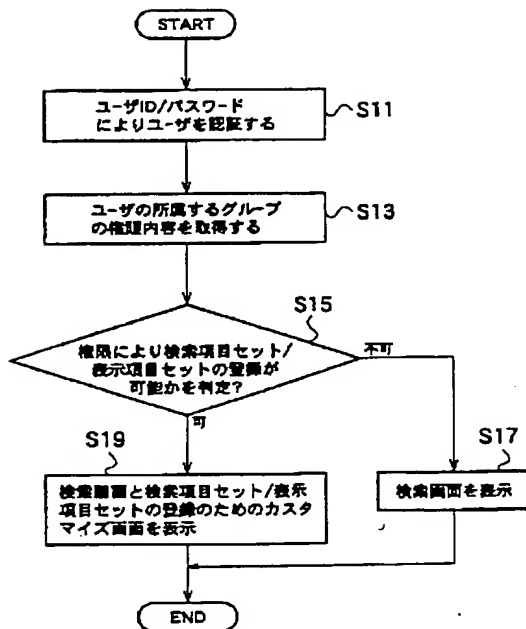 START
ユーザID/パスワード
によりユーザを認証する
S11
ユーザの所属するグループ
の権限内容を取得する
S13
S15
権限により検索項目セット/
表示項目セットの登録が
可能かを判定?
不可
可
S19
検索画面と検索項目セット/表示
項目セットの登録のためのカスタ
マイズ画面を表示
S17
検索画面を表示
END